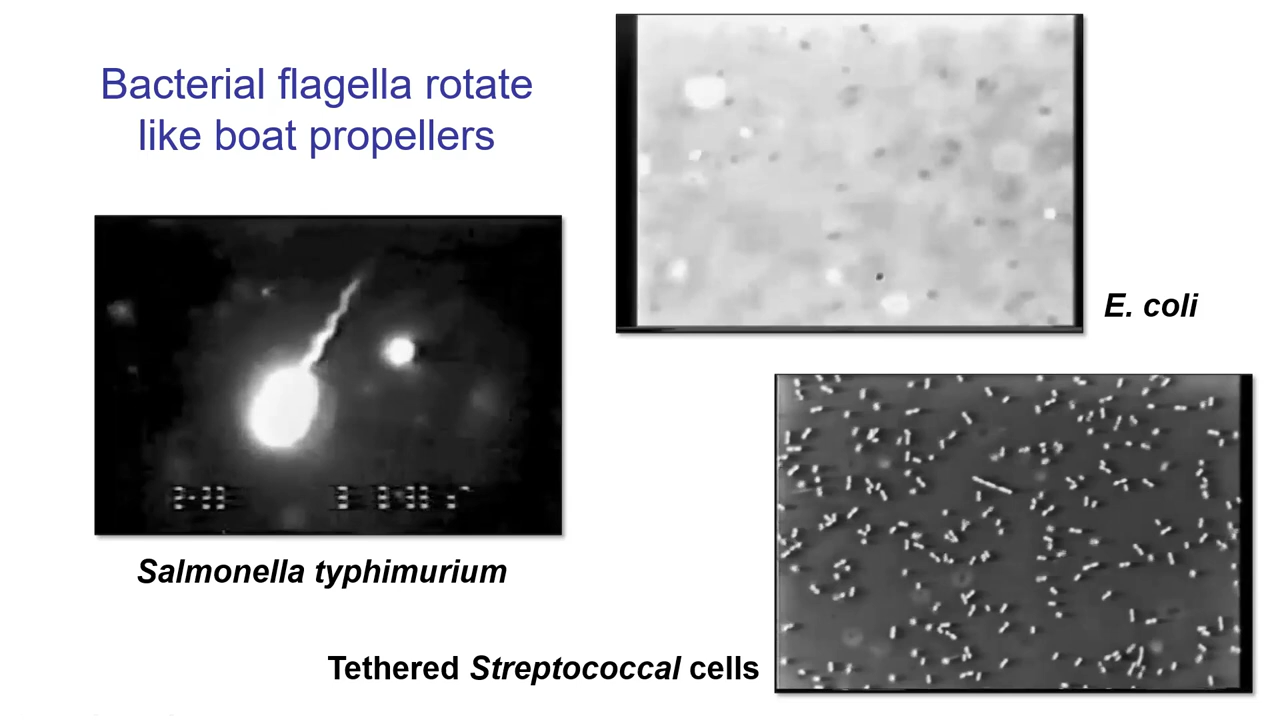 Bacterial flagella rotate
like boat propellers
E. coli
Salmonella typhimurium
Tethered Streptococcal cells